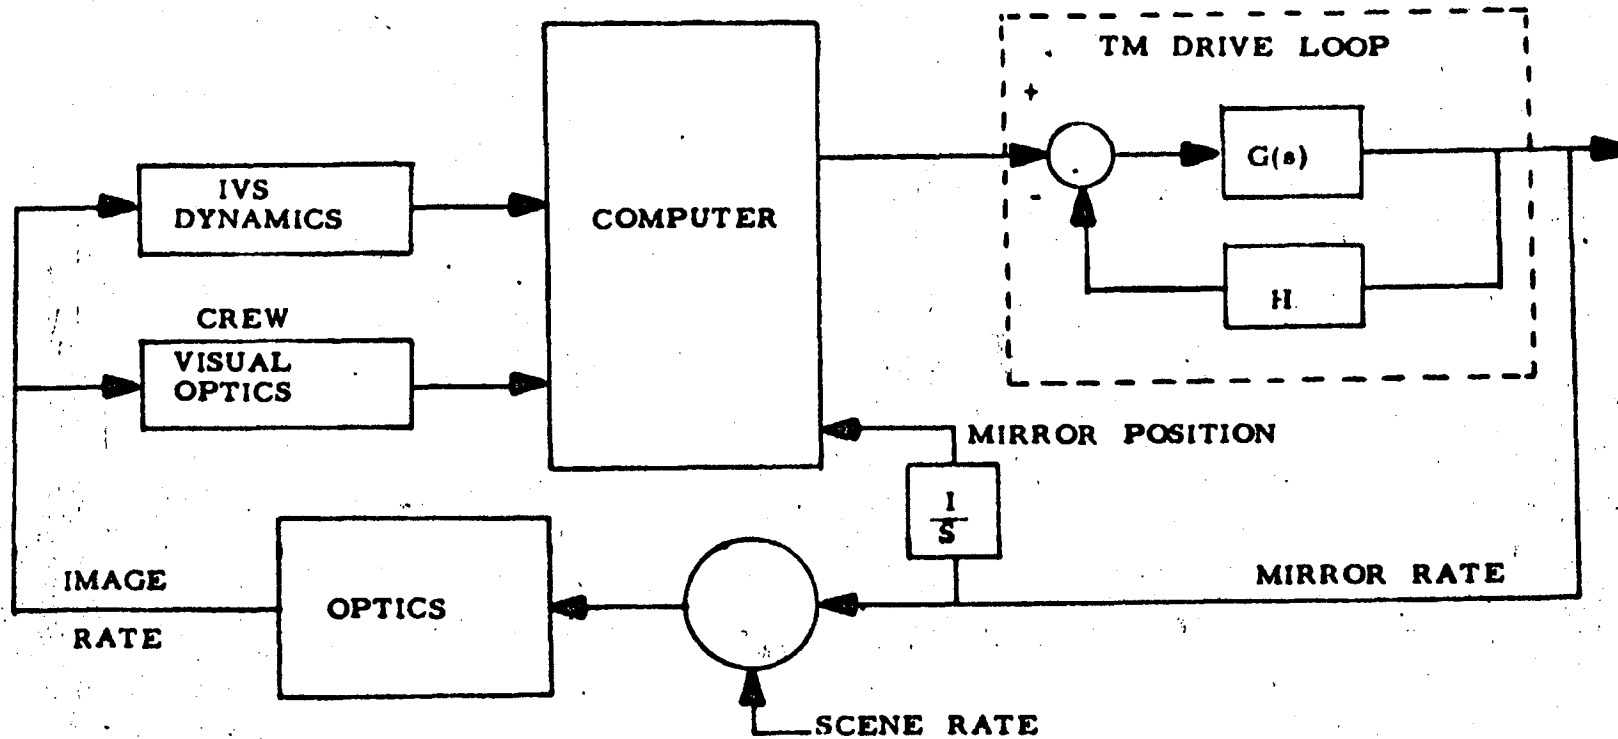 TM DRIVE LOOP
+
-
G(s)
H
IVS
DYNAMICS
COMPUTER
CREW
VISUAL
OPTICS
MIRROR POSITION
1
S
MIRROR RATE
IMAGE
RATE
OPTICS
SCENE RATE